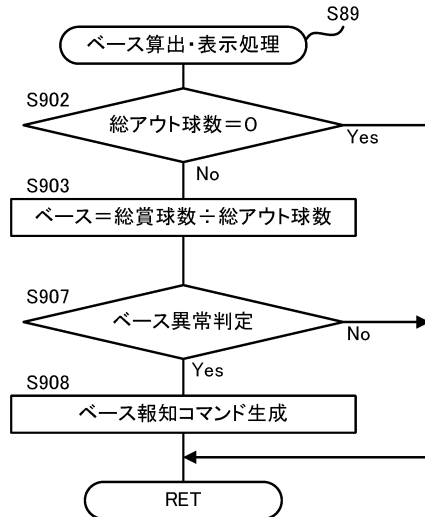 S89
ベース算出・表示処理
S902
総アウト球数＝0
Yes
No
S903
ベース＝総賞球数÷総アウト球数
S907
ベース異常判定
No
Yes
S908
ベース報知コマンド生成
RET